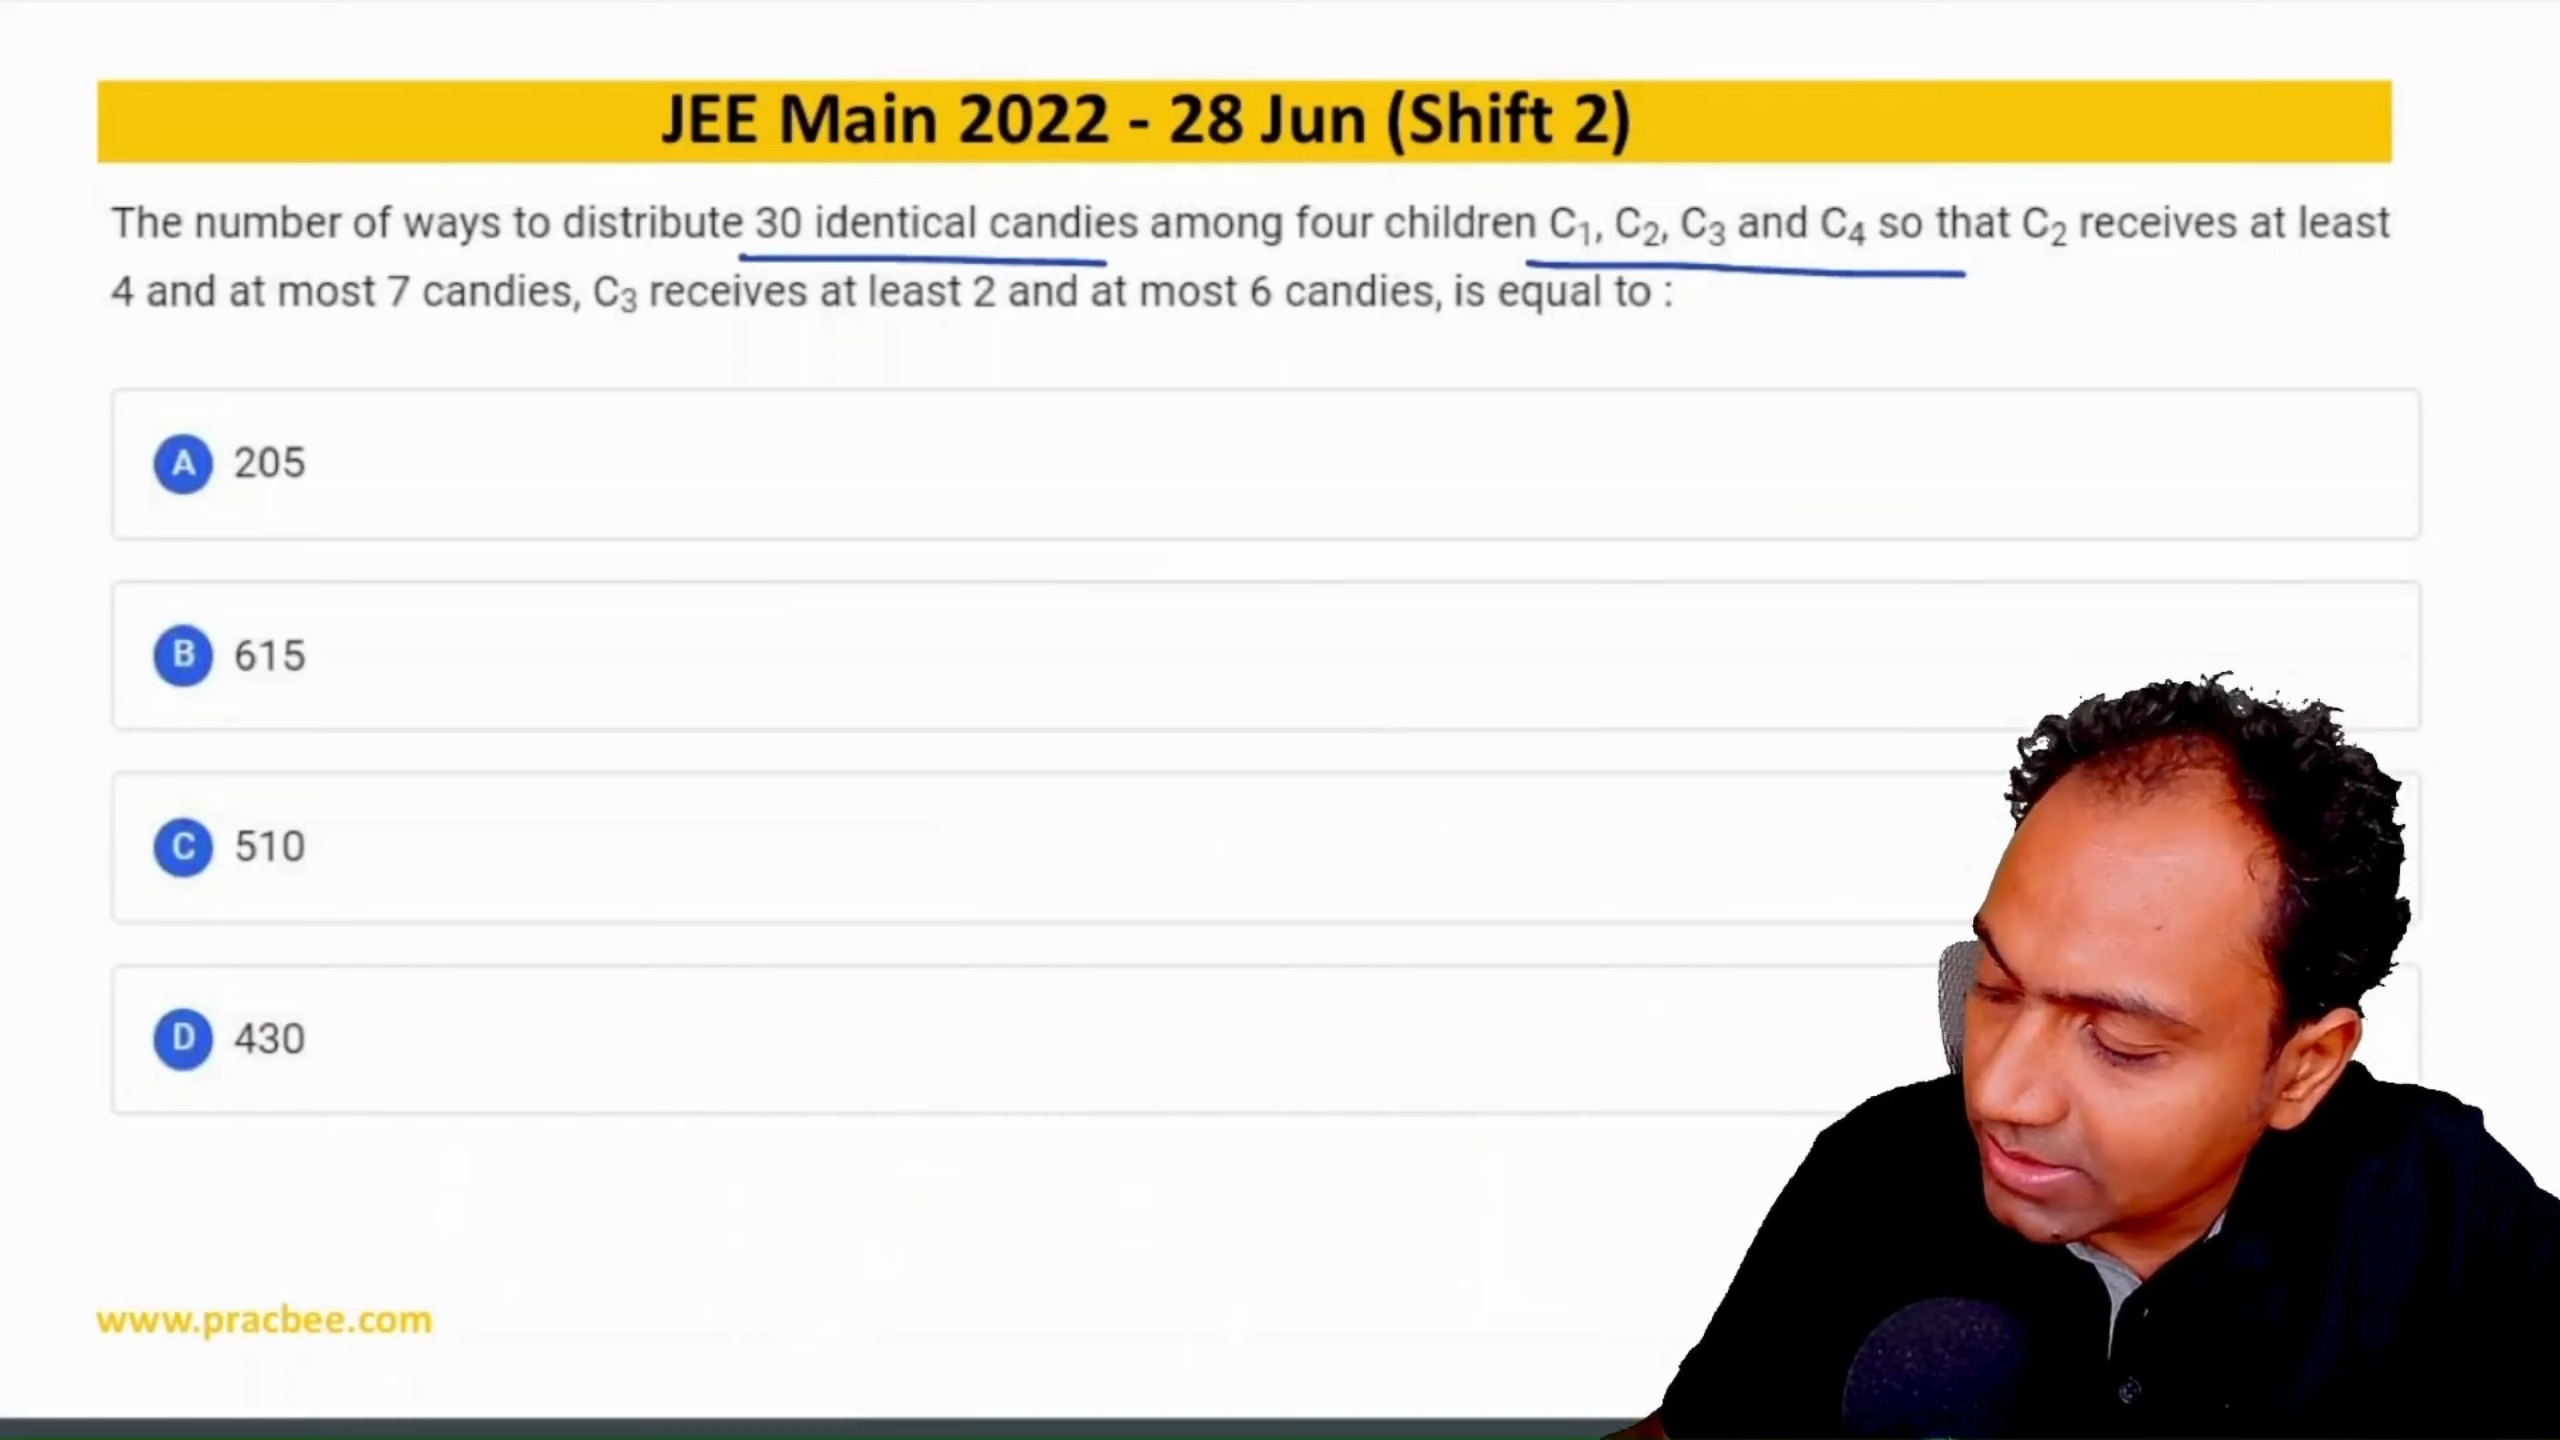 JEE Main 2022 - 28 Jun (Shift 2)
The number of ways to distribute 30 identical candies among four children C₁, C₂, C₃ and C₄ so that C₂ receives at least
4 and at most 7 candies, C₃ receives at least 2 and at most 6 candies, is equal to :
A 205
B 615
C 510
D 430
www.pracbee.com